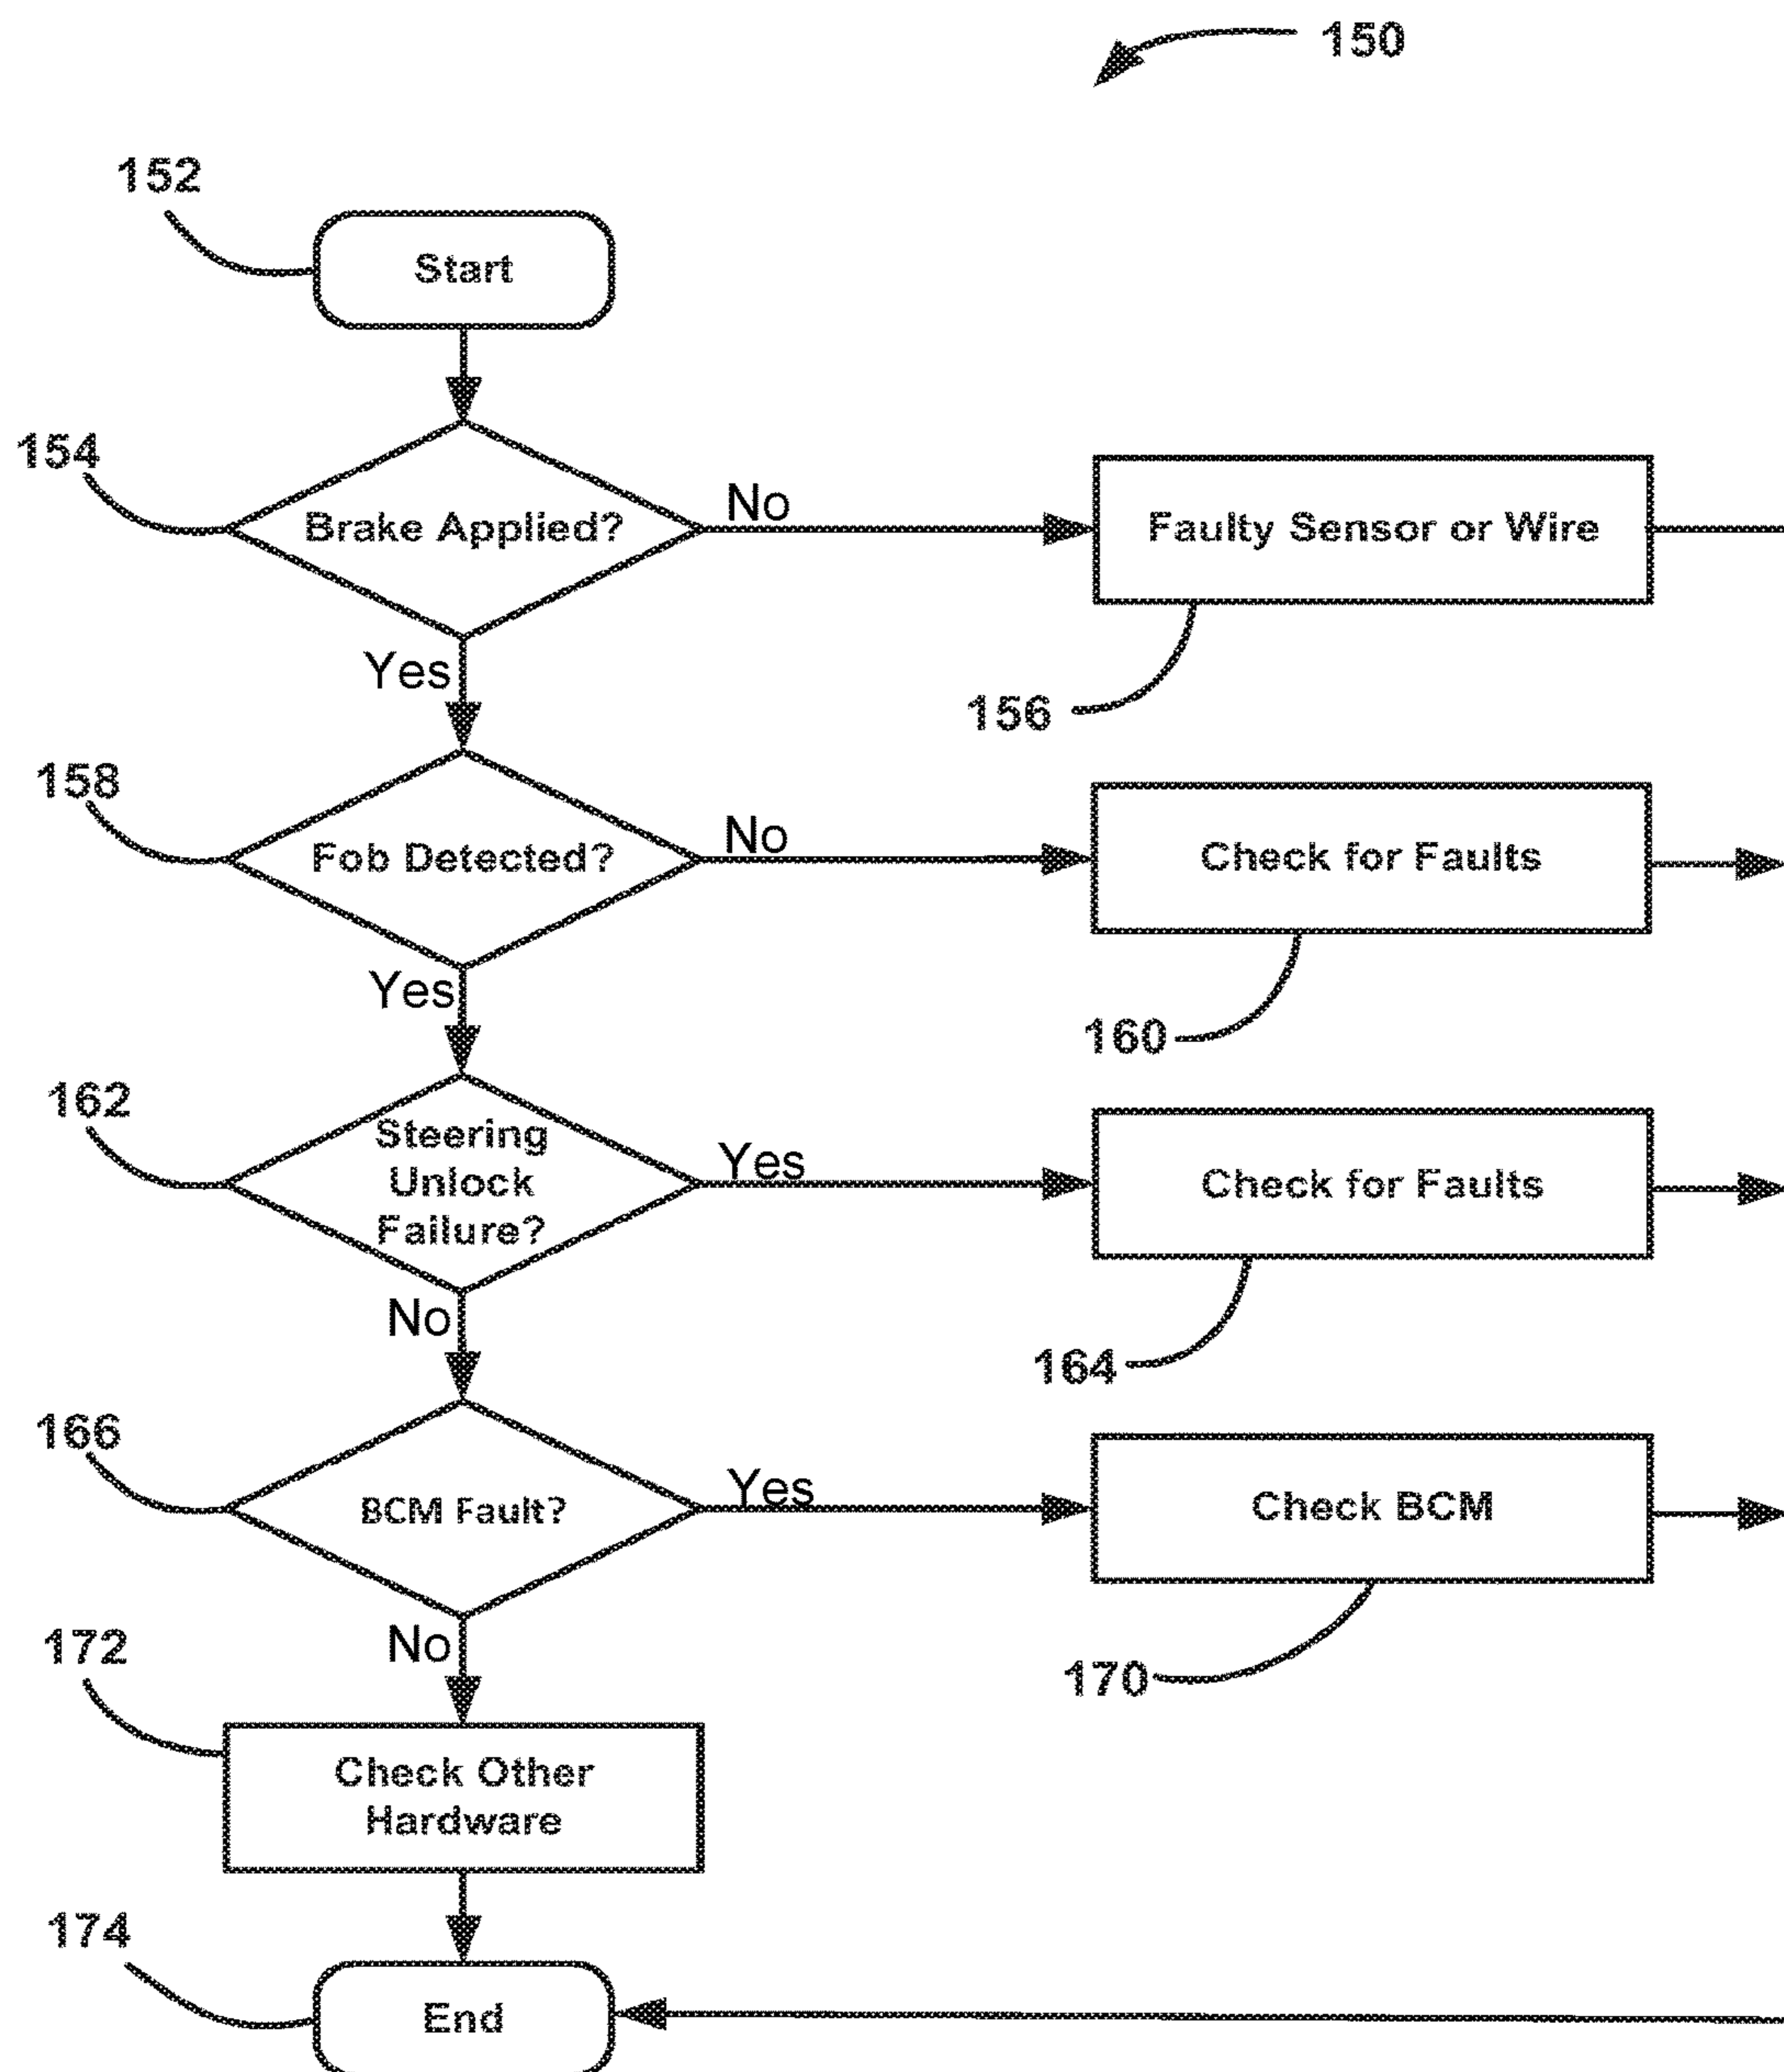 150
152
Start
154
Brake Applied?
No
Faulty Sensor or Wire
Yes
156
158
Fob Detected?
No
Check for Faults
Yes
160
162
Steering
Unlock
Failure?
Yes
Check for Faults
No
164
166
BCM Fault?
Yes
Check BCM
No
170
172
Check Other
Hardware
174
End